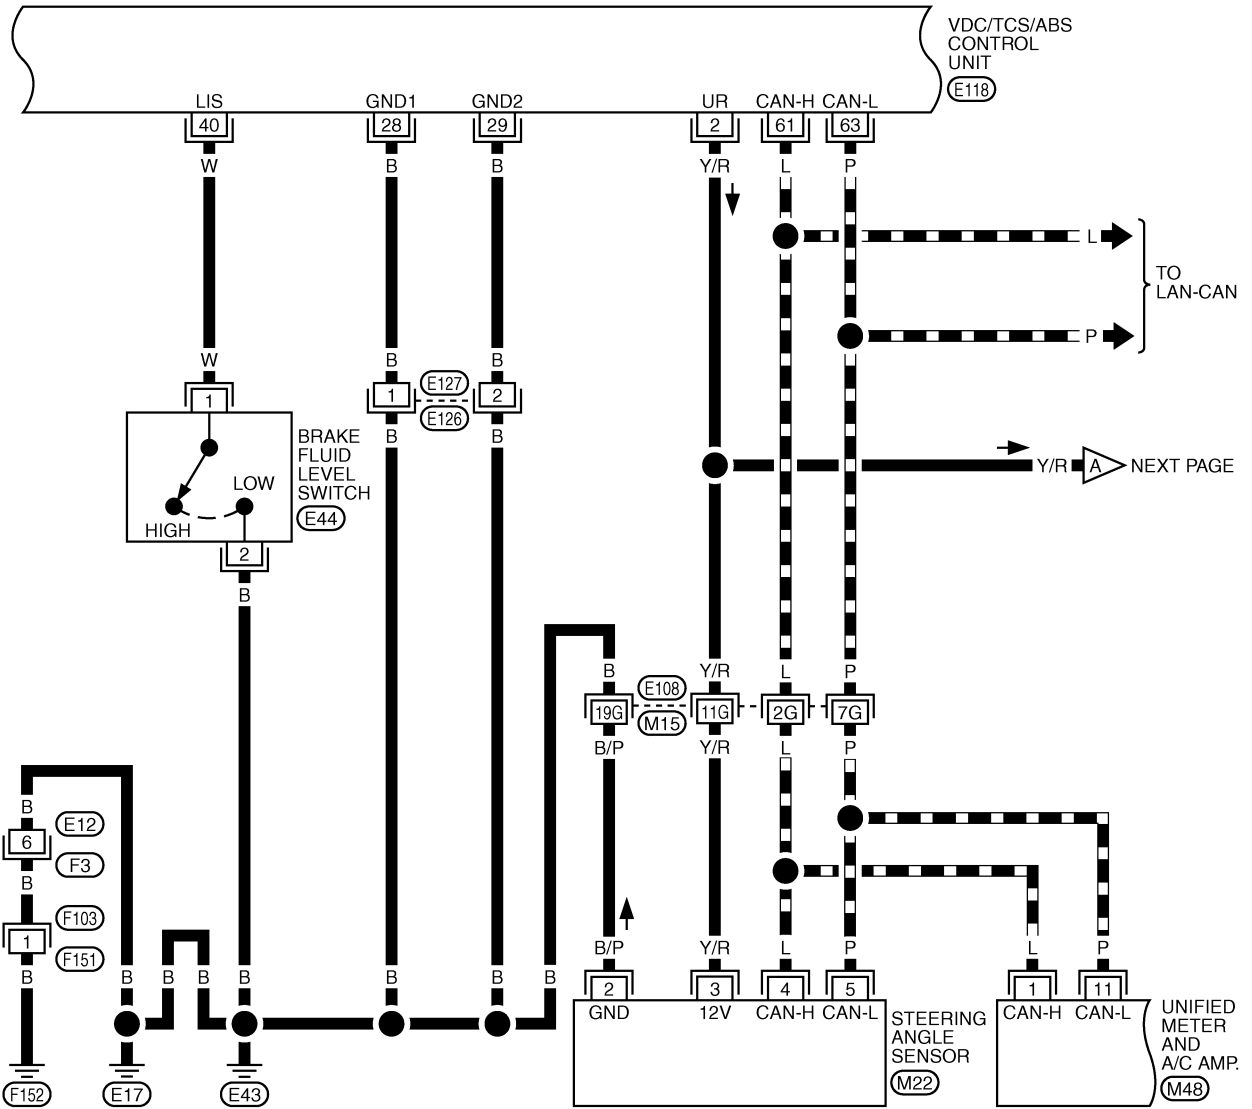 VDC/TCS/ABS
CONTROL
UNIT
E118
LIS GND1 GND2 UR CAN-H CAN-L
40 28 29 2 61 63
W B B Y/R L P
L
TO
LAN-CAN
P
W B B
1 1 E127 2
E126
B B
BRAKE
FLUID
LEVEL
SWITCH
E44
LOW
HIGH
Y/R A NEXT PAGE
2
B
B E108 Y/R L P
19G M15 11G 2G 7G
B/P Y/R L P
B E12
6
F3
B
F103
1
F151
B B B B B B B B B/P Y/R L P L P
2 3 4 5 1 11
GND 12V CAN-H CAN-L CAN-H CAN-L
STEERING
ANGLE
SENSOR
M22
UNIFIED
METER
AND
A/C AMP.
M48
F152 E17 E43